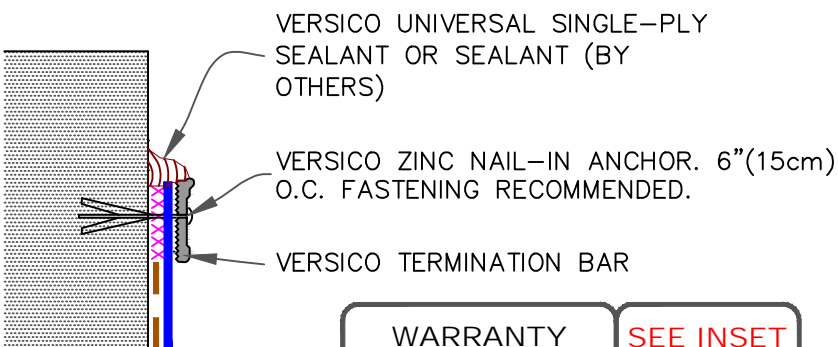 VERSICO UNIVERSAL SINGLE-PLY
SEALANT OR SEALANT (BY
OTHERS)
VERSICO ZINC NAIL-IN ANCHOR. 6"(15cm)
O.C. FASTENING RECOMMENDED.
VERSICO TERMINATION BAR
WARRANTY
SEE INSET